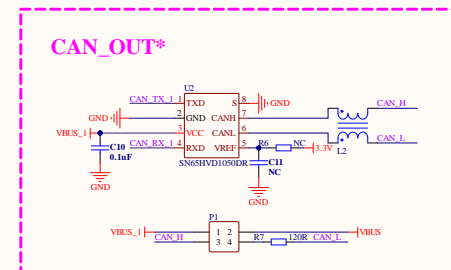 CAN_OUT*
U2
CAN_TX_1 1 TXD S 8 GND
GND 2 GND CANH 7 CAN_H
VBUS_1 3 VCC CANL 6 CAN_L
CAN_RX_1 4 RXD VREF 5 R6 NC 3.3V L2
C10
0.1uF
SN65HVD1050DR
C11
NC
GND
GND
P1
VBUS_1 1 2 VBUS
CAN_H 3 4 R7 120R CAN_L